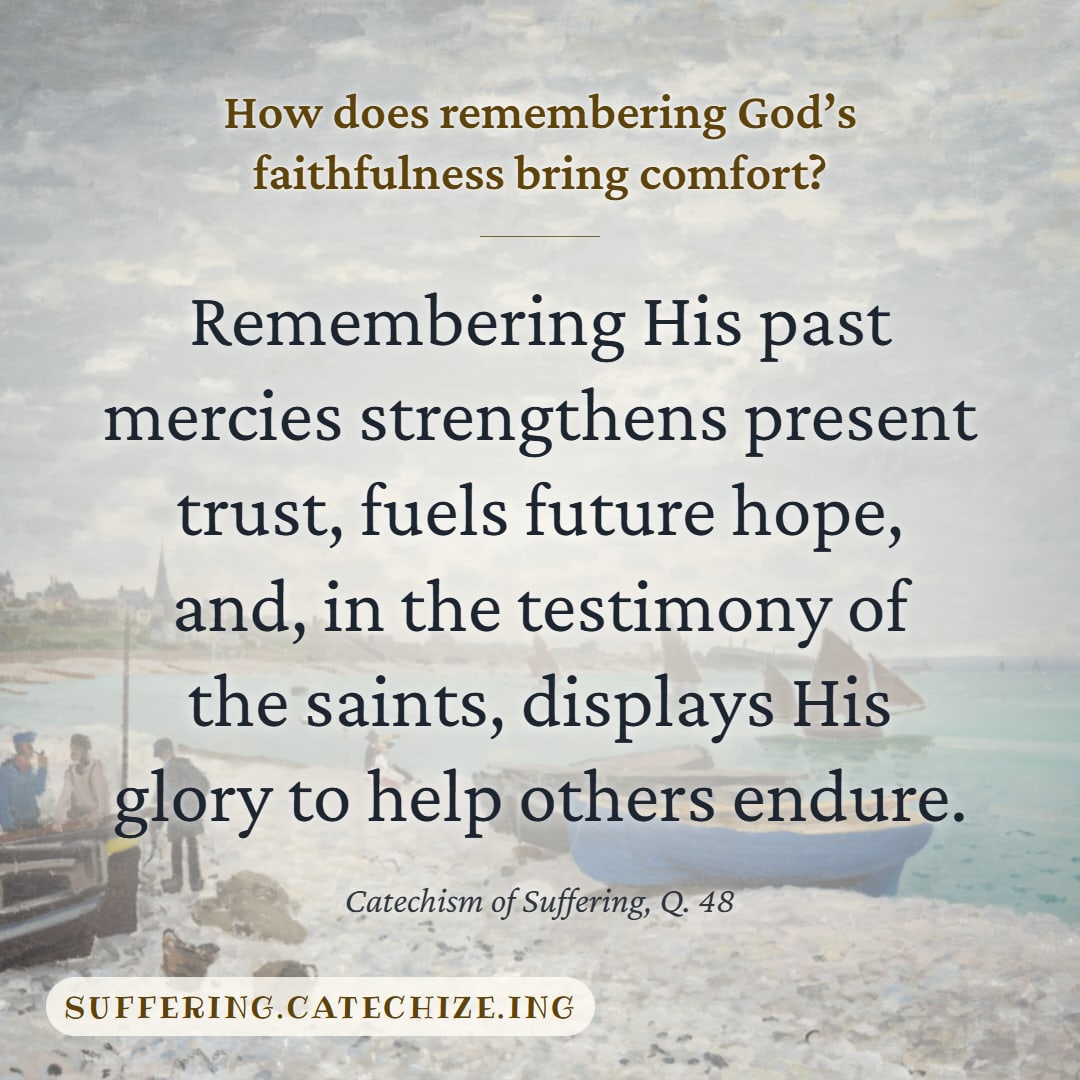 How does remembering God’s
faithfulness bring comfort?
Remembering His past
mercies strengthens present
trust, fuels future hope,
and, in the testimony of
the saints, displays His
glory to help others endure.
Catechism of Suffering, Q. 48
SUFFERING.CATECHIZE.ING